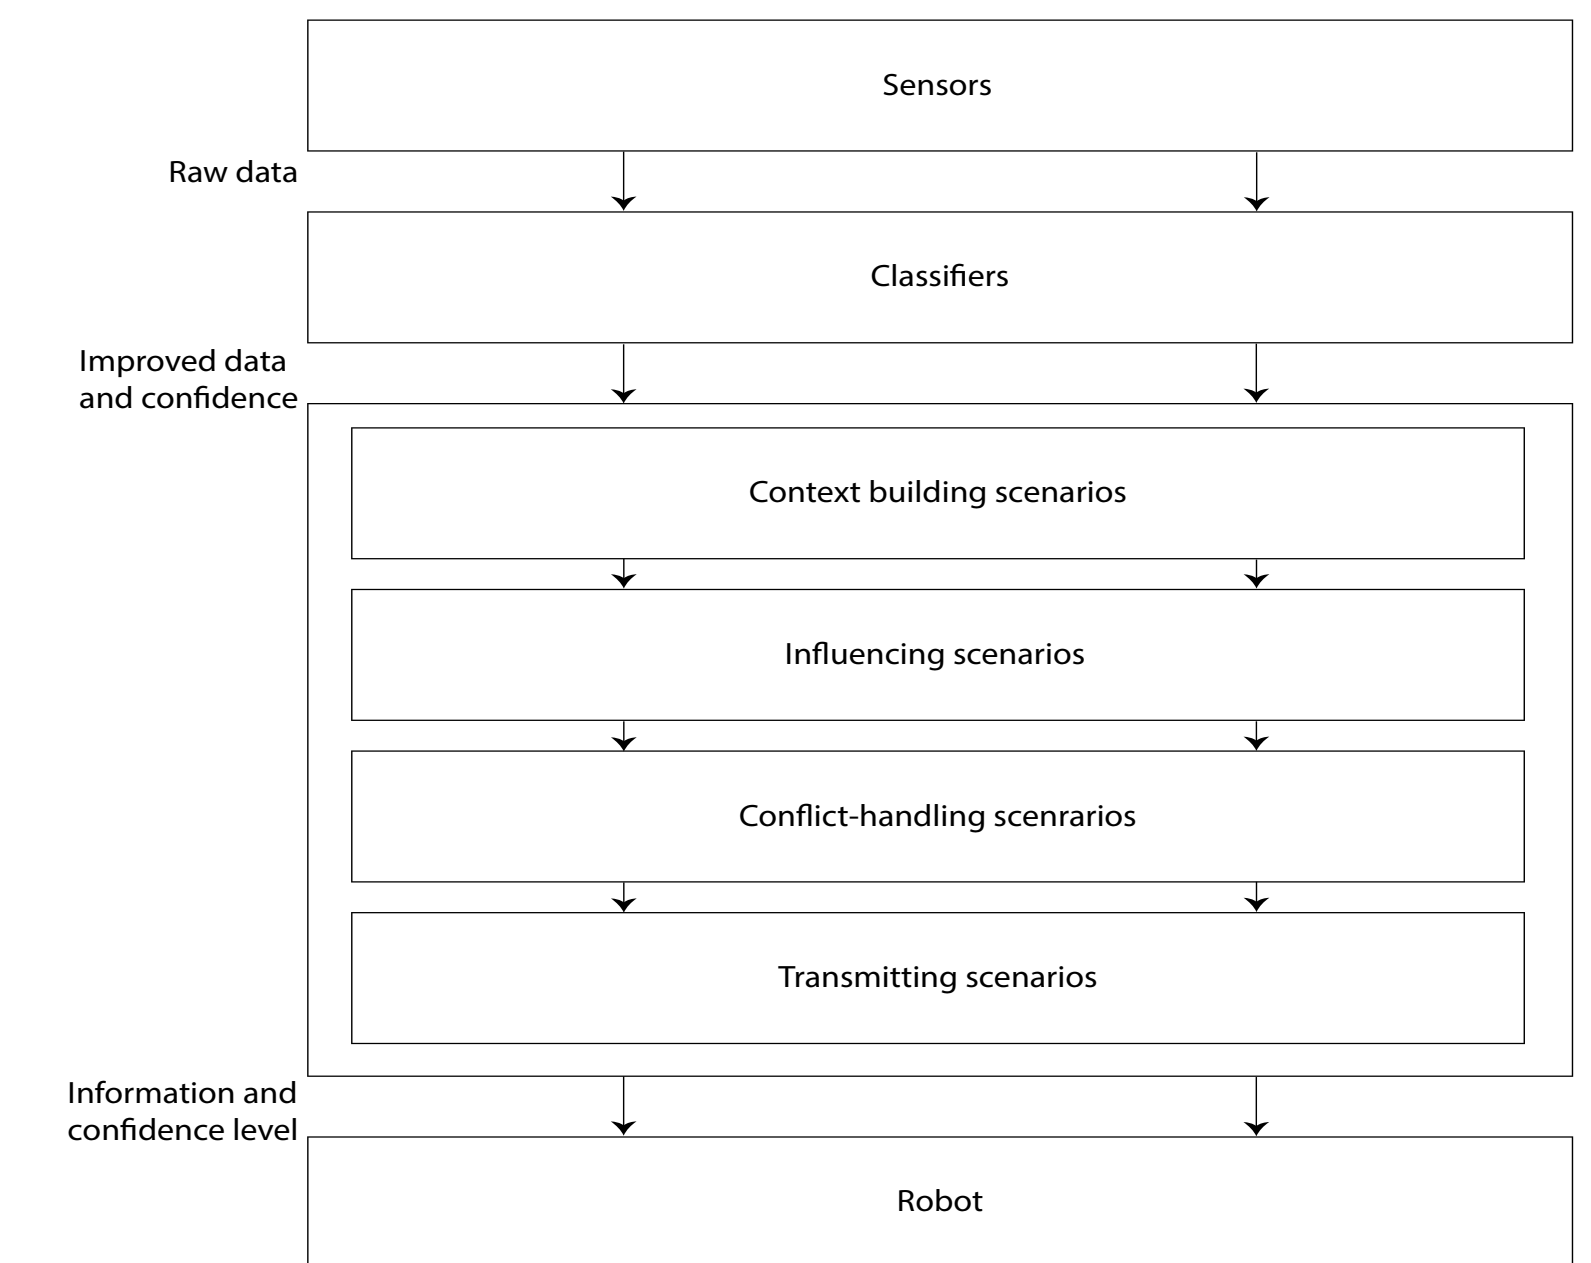 Sensors
Raw data
Classifiers
Improved data
and confidence
Context building scenarios
Influencing scenarios
Conflict-handling scenrarios
Transmitting scenarios
Information and
confidence level
Robot